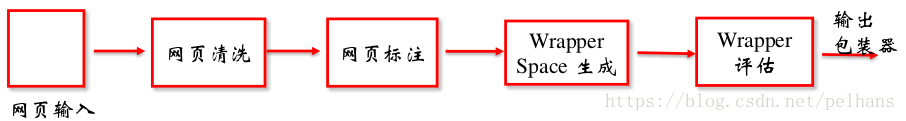 网页输入
网页清洗
网页标注
Wrapper
Space 生成
Wrapper
评估
输出
包装器
https://blog.csdn.net/pelhans